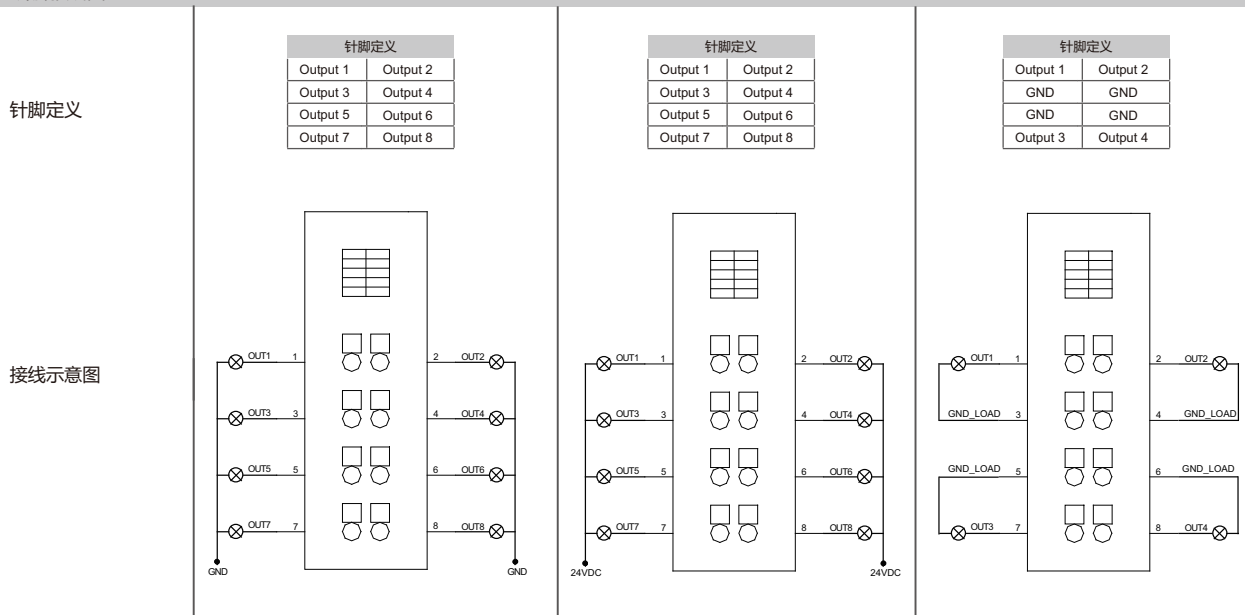 针脚定义
针脚定义
Output 1 Output 2
Output 3 Output 4
Output 5 Output 6
Output 7 Output 8
针脚定义
Output 1 Output 2
Output 3 Output 4
Output 5 Output 6
Output 7 Output 8
针脚定义
Output 1 Output 2
GND GND
GND GND
Output 3 Output 4
接线示意图
OUT1 1 2 OUT2
OUT3 3 4 OUT4
OUT5 5 6 OUT6
OUT7 7 8 OUT8
GND GND
OUT1 1 2 OUT2
OUT3 3 4 OUT4
OUT5 5 6 OUT6
OUT7 7 8 OUT8
24VDC 24VDC
OUT1 1 2 OUT2
GND_LOAD 3 4 GND_LOAD
GND_LOAD 5 6 GND_LOAD
OUT3 7 8 OUT4